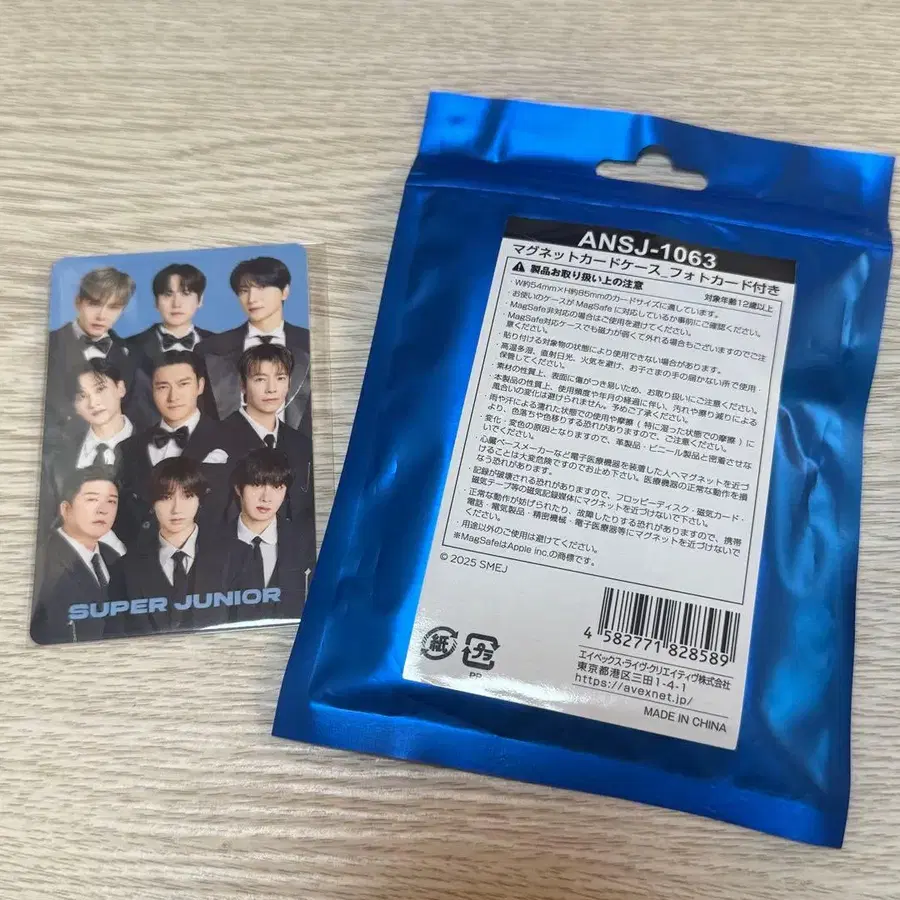 SUPER JUNIOR
ANSJ-1063
マグネットカードケース_フォトカード付き
製品お取り扱い上の注意
対象年齢12歳以上
・W約54mm×H約85mmのカードサイズに適しています。
・お使いのケースが MagSafe に対応しているか事前にご確認ください。
・MagSafe非対応の場合はご使用を避けてください。
・MagSafe対応ケースでも磁力が弱くて外れる場合もございますのでご注
意ください。
・貼り付ける対象物の状態により使用できない場合があります。
・高温多湿、直射日光、火気を避け、お子さまの手の届かない所で使用・
保管してください。
・素材の性質上、表面に傷がつき易いため、お取り扱いにご注意ください。
・本製品の性質上、使用頻度や年月の経過に伴い、汚れや擦り減りによる
風合いの変化は避けられません。予めご了承ください。
・雨や汗による濡れた状態での使用や摩擦 ( 特に湿った状態での摩擦 ) に
より、色落ちや色移りする恐れがありますので、ご注意ください。
・変化・変色の原因となりますので、革製品・ビニール製品と密着させな
いでください。
・心臓ペースメーカーなど電子医療機器を装着した人へマグネットを近づ
けることは大変危険ですのでお止め下さい。医療機器の正常な動作を損
なう恐れがあります。
・記録が破壊される恐れがありますので、フロッピーディスク・磁気カード・
磁気テープ等の磁気記録媒体にマグネットを近づけないで下さい。
・正常な動作が妨げられたり、故障したりする恐れがありますので、携帯
電話・電気製品・精密機械・電子医療器等にマグネットを近づけないで
ください。
・用途以外のご使用は避けてください。
※MagSafeはApple inc.の商標です。
© 2025 SMEJ
4 582771 828589
紙
プラ
PP
エイベックス・ライヴ・クリエイティヴ株式会社
東京都港区三田1-4-1
https://avexnet.jp/
MADE IN CHINA